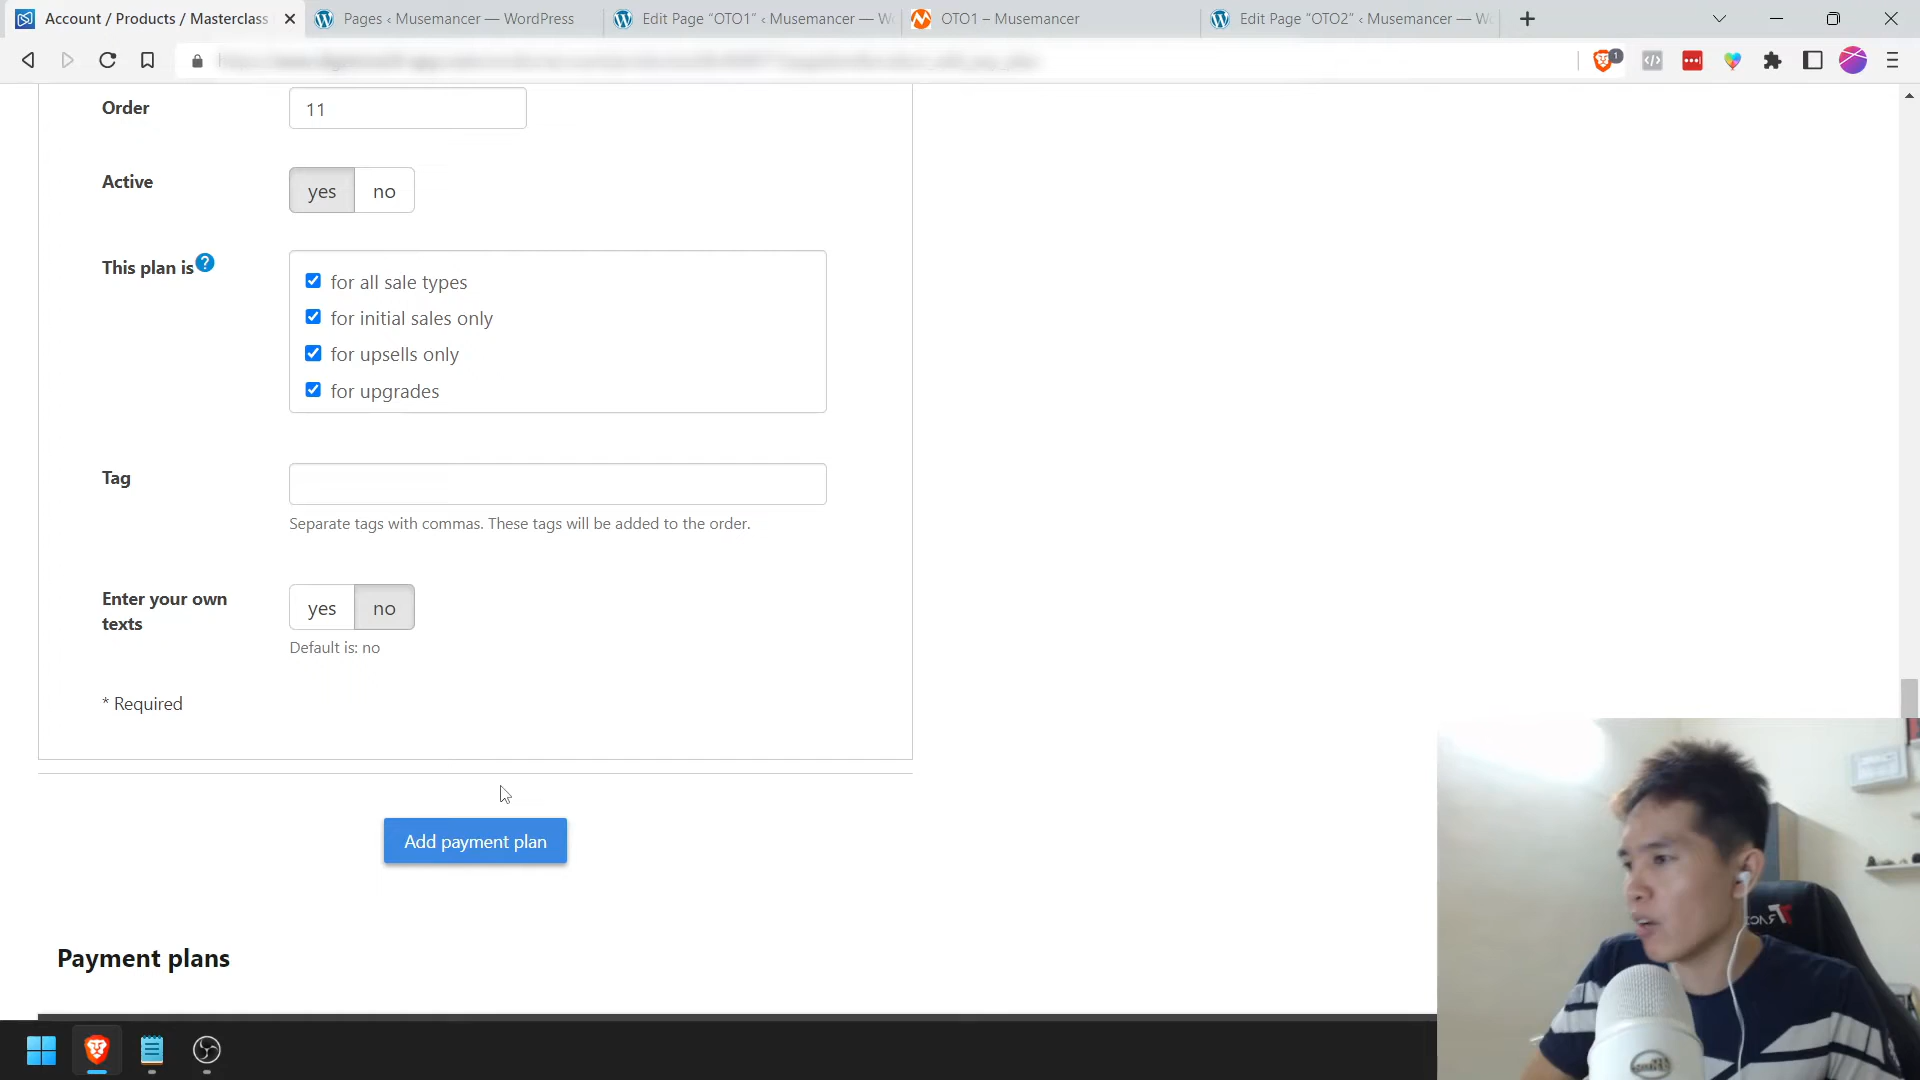 Account / Products / Masterclass
Pages ‹ Musemancer — WordPress
Edit Page “OTO1” ‹ Musemancer — W
OTO1 – Musemancer
Edit Page “OTO2” ‹ Musemancer — W
1
Order
11
Active
yes
no
This plan is
?
for all sale types
for initial sales only
for upsells only
for upgrades
Tag
Separate tags with commas. These tags will be added to the order.
Enter your own
texts
yes
no
Default is: no
* Required
Add payment plan
Payment plans